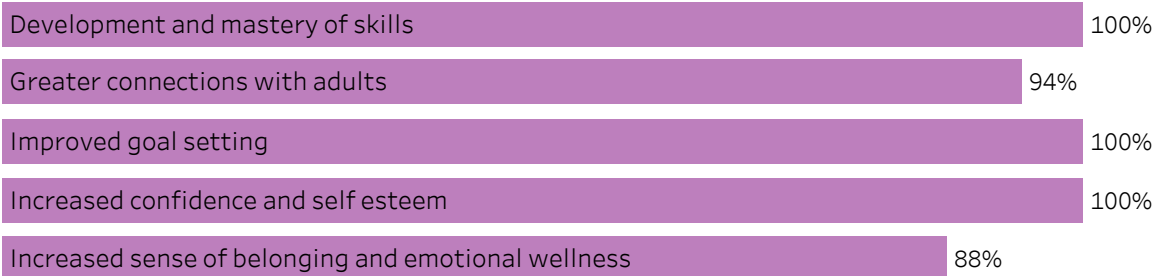 Development and mastery of skills 100%
Greater connections with adults 94%
Improved goal setting 100%
Increased confidence and self esteem 100%
Increased sense of belonging and emotional wellness 88%